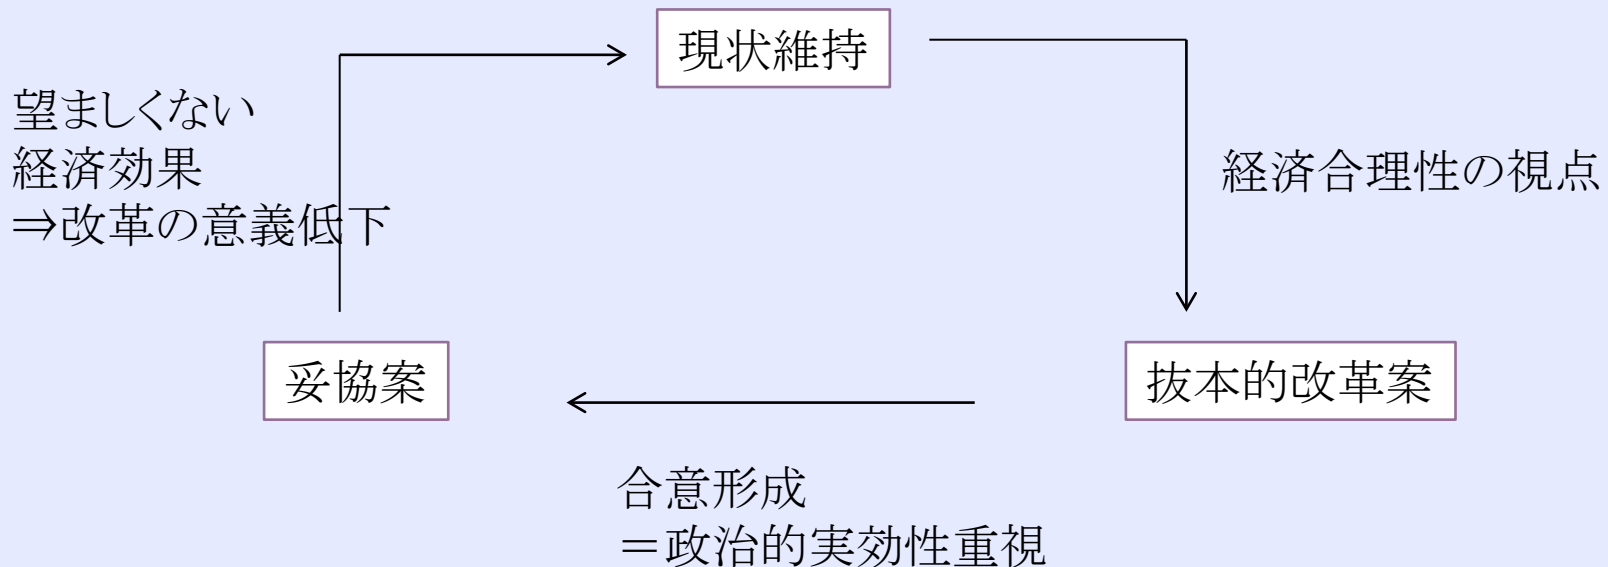 現状維持
望ましくない
経済効果
⇒改革の意義低下
経済合理性の視点
妥協案
抜本的改革案
合意形成
＝政治的実効性重視